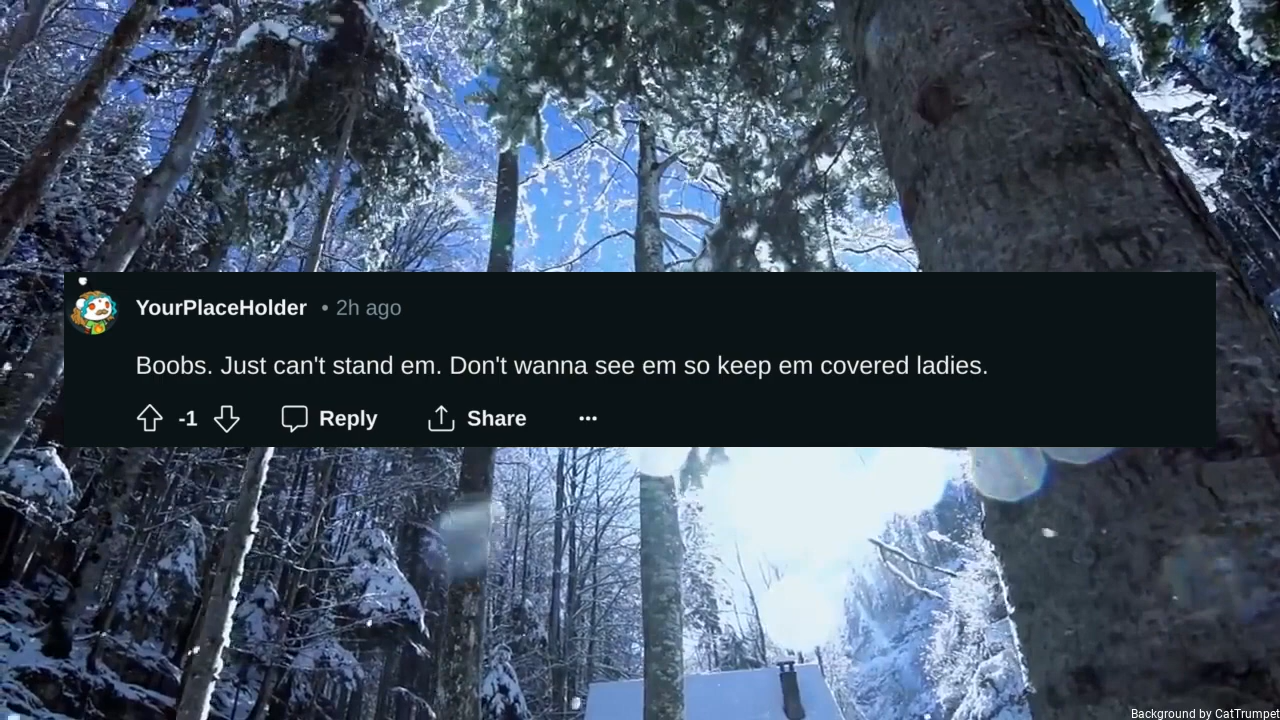 YourPlaceHolder • 2h ago
Boobs. Just can't stand em. Don't wanna see em so keep em covered ladies.
-1 Reply Share ...
Background by CatTrumpet